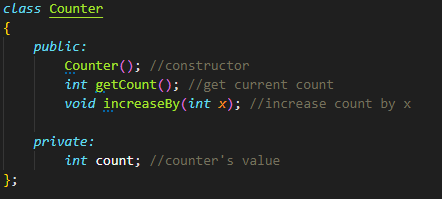 class Counter
{
public:
Counter(); //constructor
int getCount(); //get current count
void increaseBy(int x); //increase count by x
private:
int count; //counter's value
};